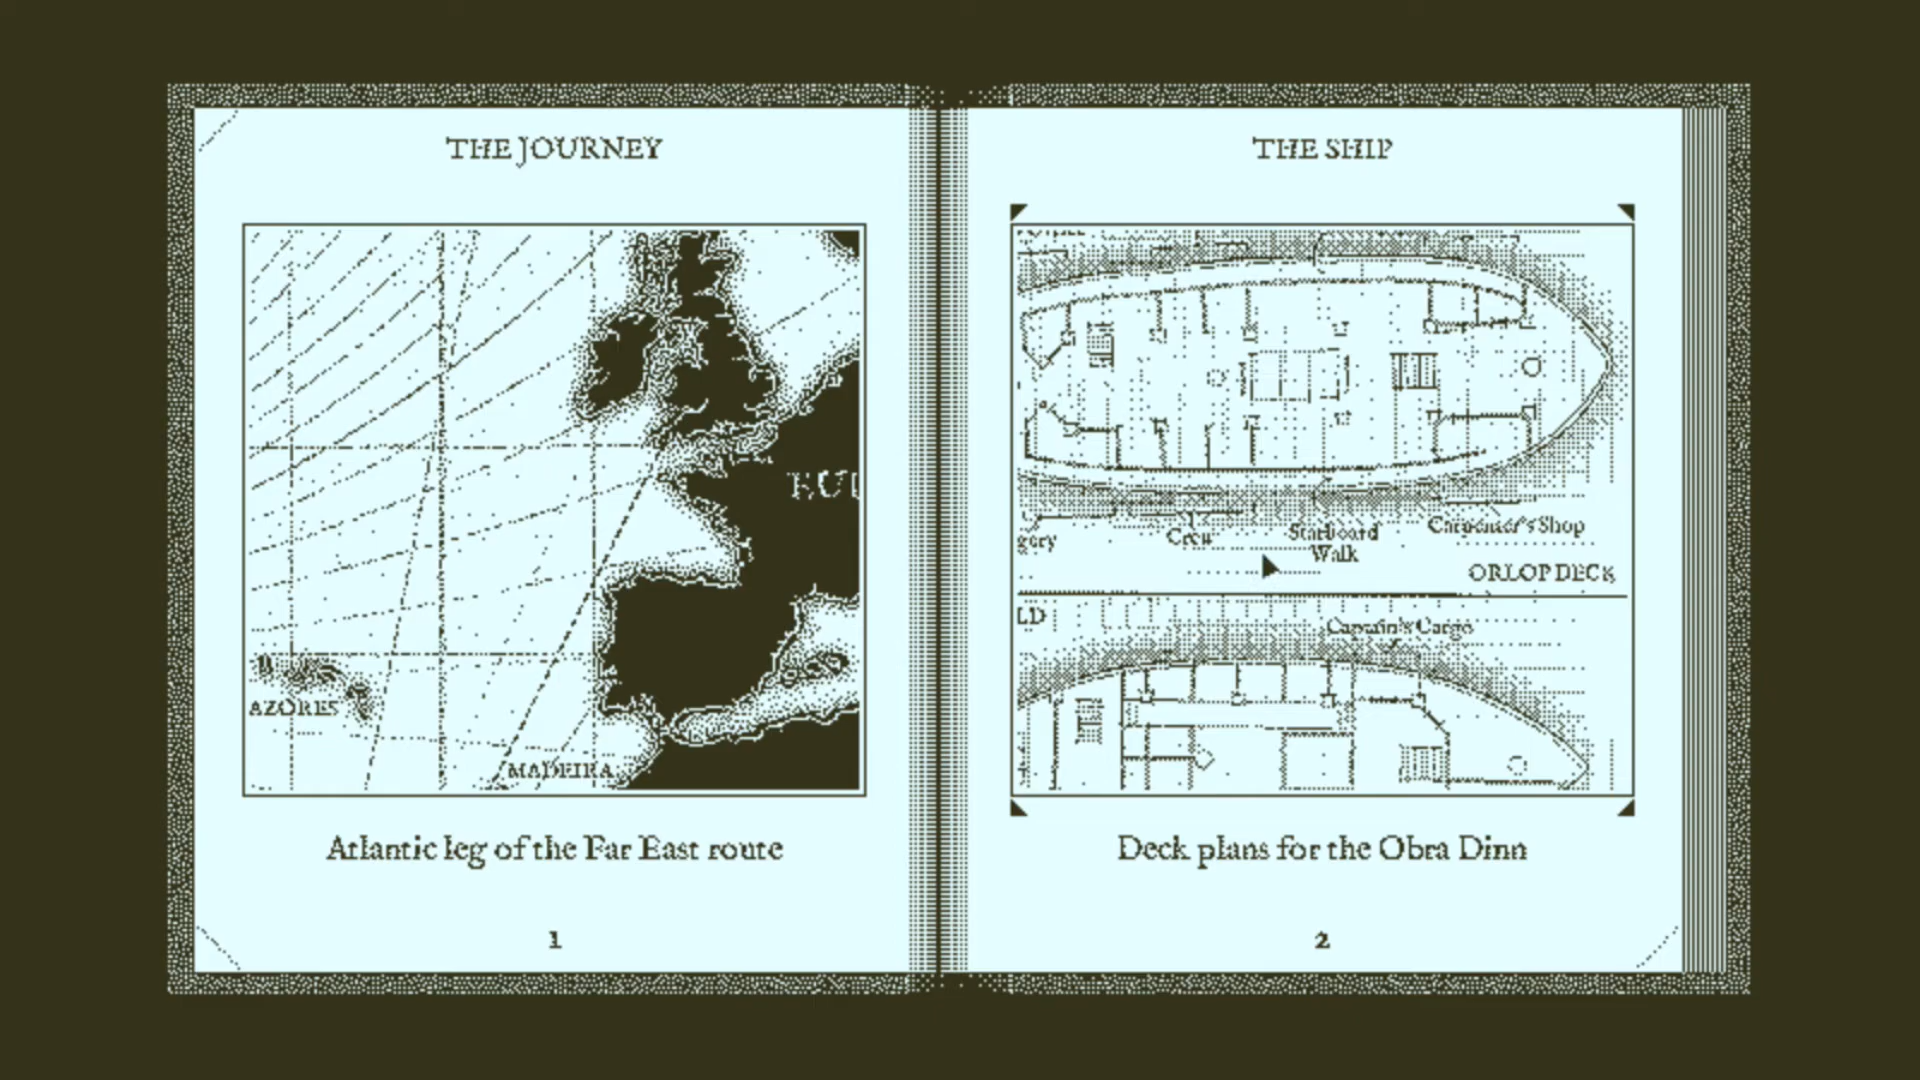 THE JOURNEY
EU
AZORES
MADEIRA
Atlantic leg of the Far East route
1
THE SHIP
gery
Crew
Starboard
Walk
Carpenter's Shop
ORLOP DECK
LD
Captain's Cargo
Deck plans for the Obra Dinn
2